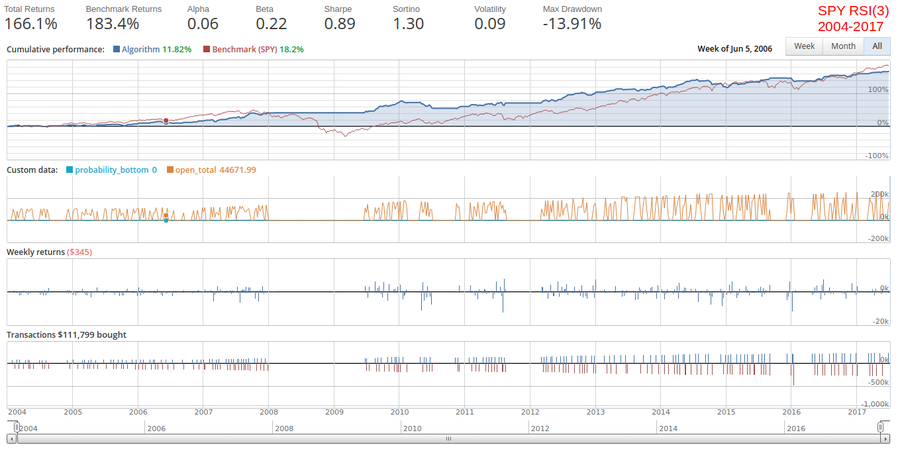 Total Returns Benchmark Returns Alpha Beta Sharpe Sortino Volatility Max Drawdown
166.1% 183.4% 0.06 0.22 0.89 1.30 0.09 -13.91%
SPY RSI(3)
2004-2017
Cumulative performance: Algorithm 11.82% Benchmark (SPY) 18.2% Week of Jun 5, 2006 Week Month All
100%
0%
-100%
Custom data: probability_bottom 0 open_total 44671.99
200k
0k
-200k
Weekly returns ($345)
0k
-20k
Transactions $111,799 bought
0k
-500k
-1,000k
2004 2005 2006 2007 2008 2009 2010 2011 2012 2013 2014 2015 2016 2017
2004 2006 2008 2010 2012 2014 2016